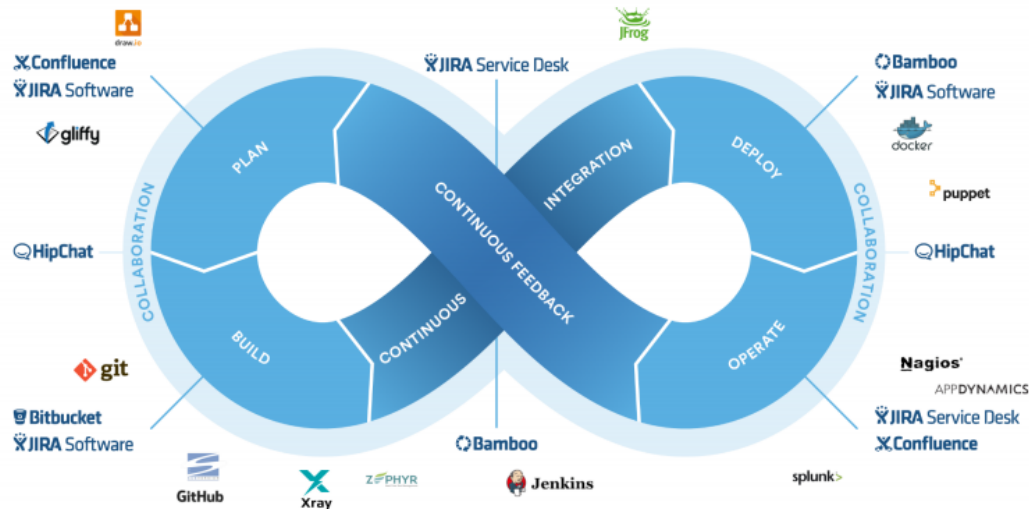 draw.io
JFrog
Confluence
JIRA Software
gliffy
JIRA Service Desk
Bamboo
JIRA Software
docker
puppet
PLAN
INTEGRATION
DEPLOY
CONTINUOUS FEEDBACK
COLLABORATION
COLLABORATION
HipChat
HipChat
BUILD
CONTINUOUS
OPERATE
git
Bitbucket
JIRA Software
Bamboo
Nagios
APPDYNAMICS
JIRA Service Desk
Confluence
GitHub
Xray
ZEPHYR
Jenkins
splunk>